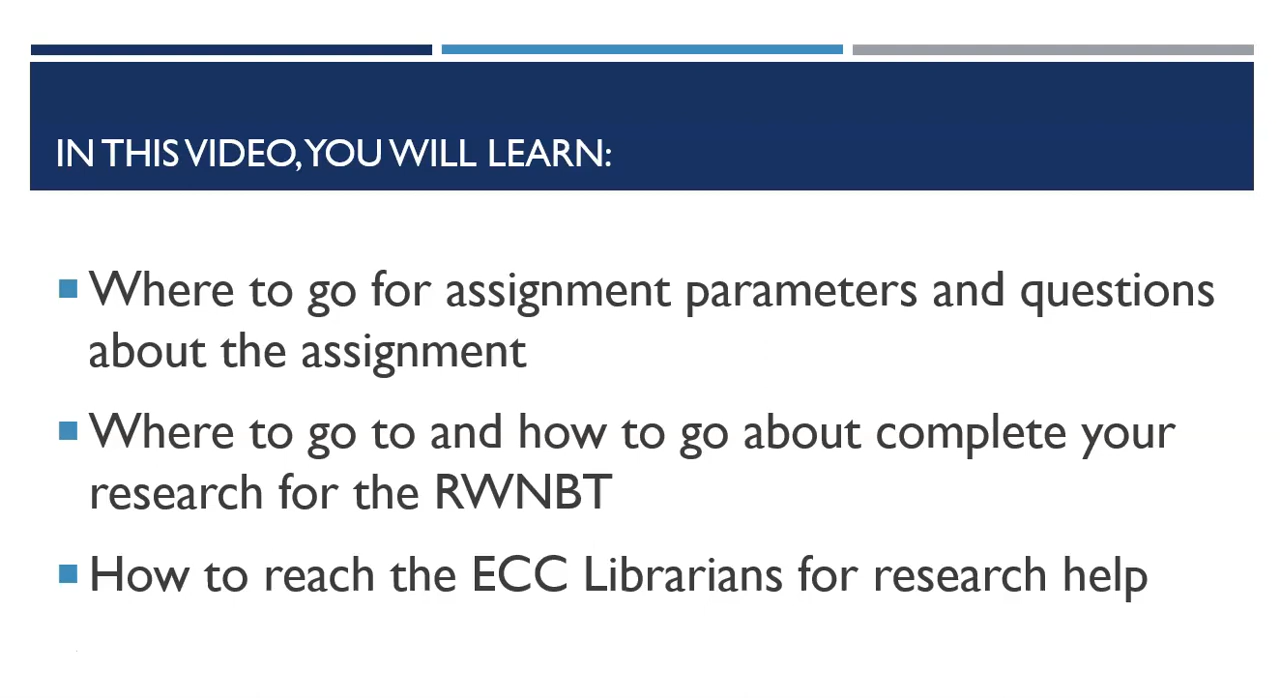 IN THIS VIDEO, YOU WILL LEARN:
Where to go for assignment parameters and questions
about the assignment
Where to go to and how to go about complete your
research for the RWNBT
How to reach the ECC Librarians for research help